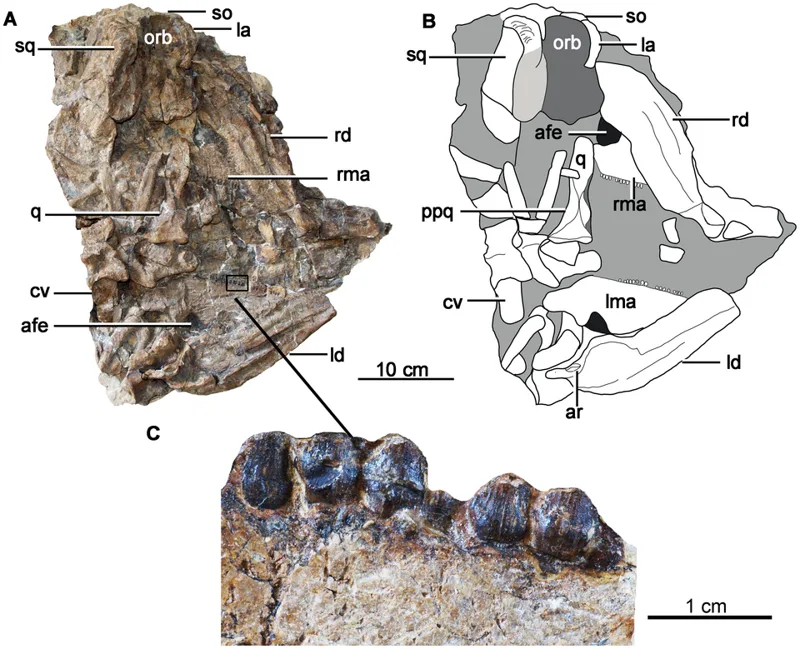 A
so
orb
la
sq
rd
rma
q
cv
afe
ld
10 cm
B
so
orb
la
sq
rd
afe
q
rma
ppq
cv
lma
ld
ar
C
1 cm